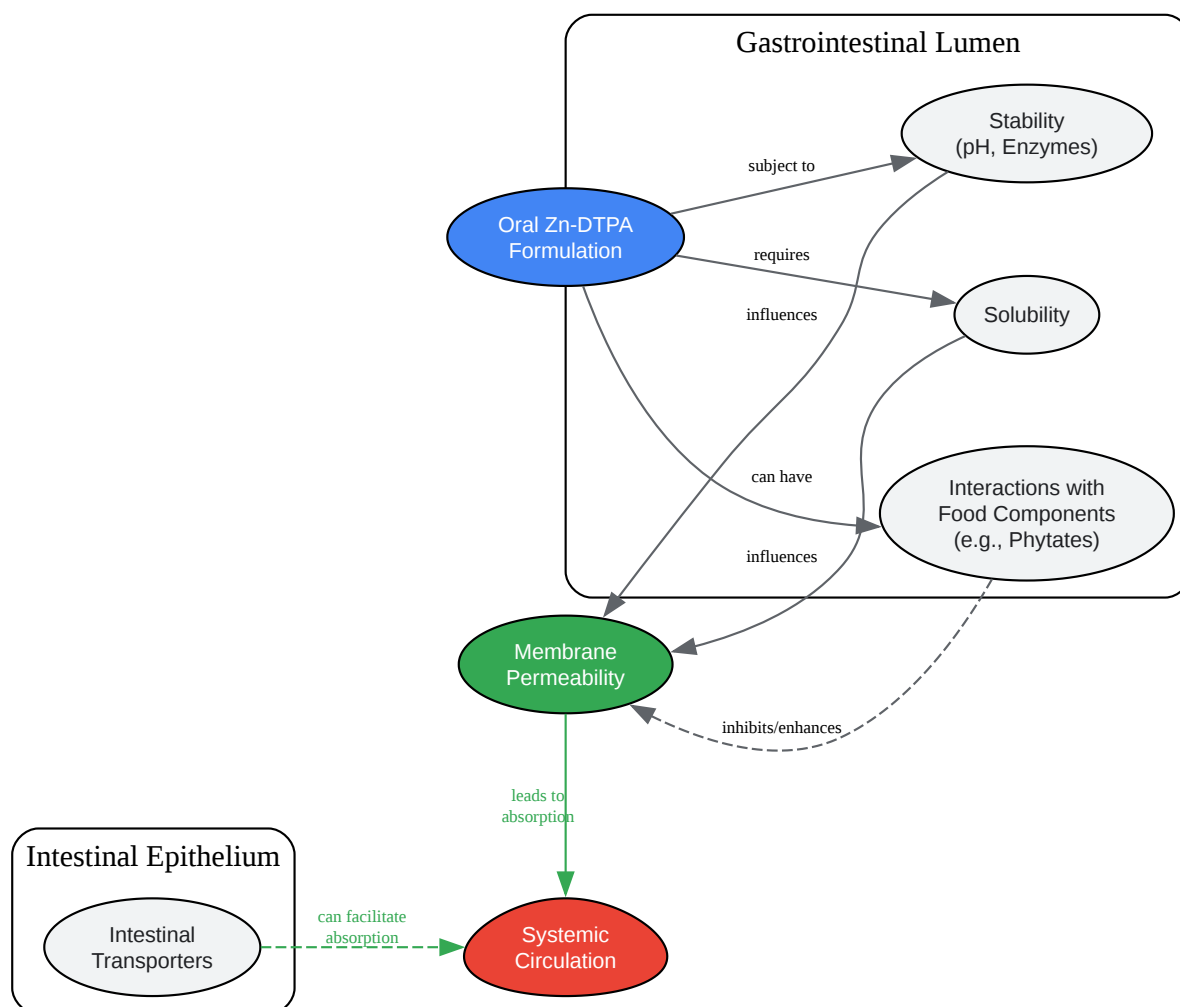 Gastrointestinal Lumen
Stability
(pH, Enzymes)
subject to
Oral Zn-DTPA
Formulation
requires
Solubility
influences
can have
Interactions with
Food Components
(e.g., Phytates)
influences
Membrane
Permeability
inhibits/enhances
leads to
absorption
Intestinal Epithelium
Intestinal
Transporters
can facilitate
absorption
Systemic
Circulation